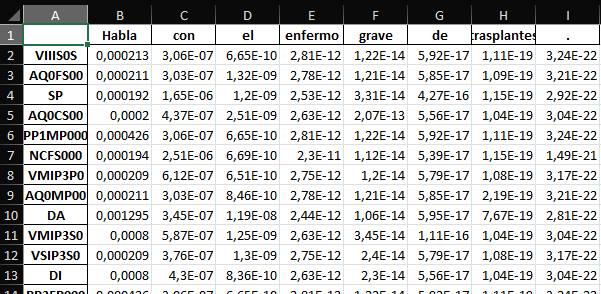 A B C D E F G H I
1 Habla con el enfermo grave de trasplantes .
2 VIIIS0S 0,000213 3,06E-07 6,65E-10 2,81E-12 1,22E-14 5,92E-17 1,11E-19 3,24E-22
3 AQ0FS00 0,000211 3,03E-07 1,32E-09 2,78E-12 1,21E-14 5,85E-17 1,09E-19 3,21E-22
4 SP 0,000192 1,65E-06 1,2E-09 2,53E-12 3,31E-14 4,27E-16 1,15E-19 2,92E-22
5 AQ0CS00 0,0002 4,37E-07 2,51E-09 2,63E-12 2,07E-13 5,56E-17 1,04E-19 3,04E-22
6 PP1MP000 0,000426 3,06E-07 6,65E-10 2,81E-12 1,22E-14 5,92E-17 1,11E-19 3,24E-22
7 NCFS000 0,000194 2,51E-06 6,69E-10 2,3E-11 1,12E-14 5,39E-17 1,15E-19 1,49E-21
8 VMIP3P0 0,000209 6,12E-07 6,51E-10 2,75E-12 1,2E-14 5,79E-17 1,08E-19 3,17E-22
9 AQ0MP00 0,000211 3,03E-07 8,46E-10 2,78E-12 1,21E-14 5,85E-17 2,19E-19 3,21E-22
10 DA 0,001295 3,45E-07 1,19E-08 2,44E-12 1,06E-14 5,95E-17 7,67E-19 2,81E-22
11 VMIP3S0 0,0008 5,87E-07 1,25E-09 2,63E-12 3,45E-14 1,11E-16 1,04E-19 3,04E-22
12 VSIP3S0 0,000209 3,76E-07 1,3E-09 2,75E-12 2,4E-14 5,79E-17 1,08E-19 3,17E-22
13 DI 0,0008 4,3E-07 8,36E-10 2,63E-12 2,3E-14 5,56E-17 1,04E-19 3,04E-22